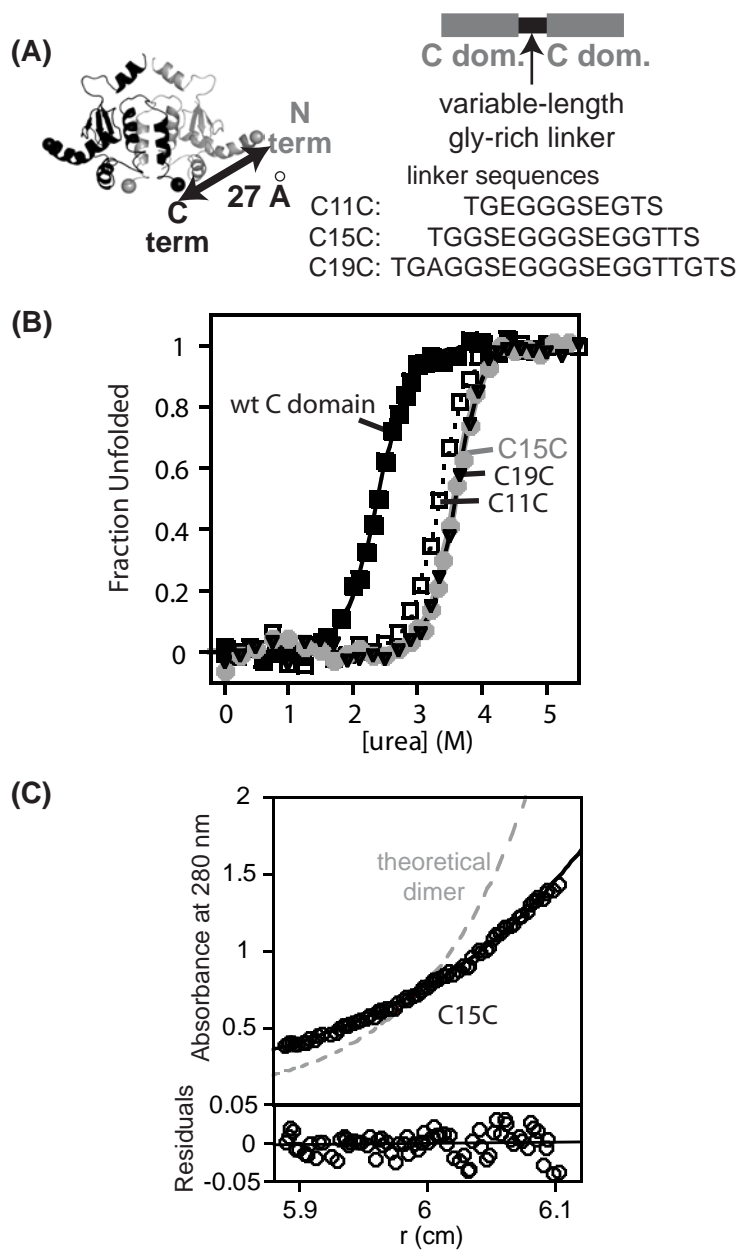 (A)
N
term
27 Å
C
term
C dom. C dom.
variable-length
gly-rich linker
linker sequences
C11C: TGEGGGSEGTS
C15C: TGGSEGGGSEGGTTS
C19C: TGAGGSEGGGSEGGTTGTS
(B)
Fraction Unfolded
1
0.8
0.6
0.4
0.2
0
wt C domain
C15C
C19C
C11C
0 1 2 3 4 5
[urea] (M)
(C)
Absorbance at 280 nm
2
1.5
1
0.5
theoretical
dimer
C15C
Residuals
0.05
0
-0.05
5.9 6 6.1
r (cm)